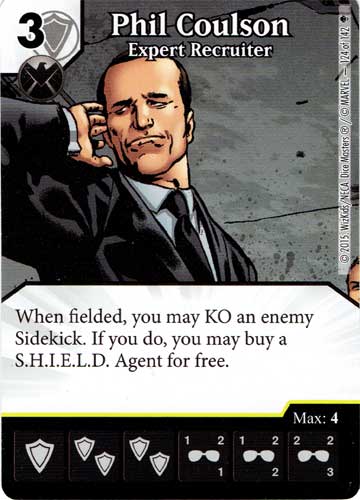 3
Phil Coulson
Expert Recruiter
© 2015 WizKids/NECA. Dice Masters ® / © MARVEL — 124 of 142
When fielded, you may KO an enemy
Sidekick. If you do, you may buy a
S.H.I.E.L.D. Agent for free.
Max: 4
1 2 1 2 2 2
1 2 3